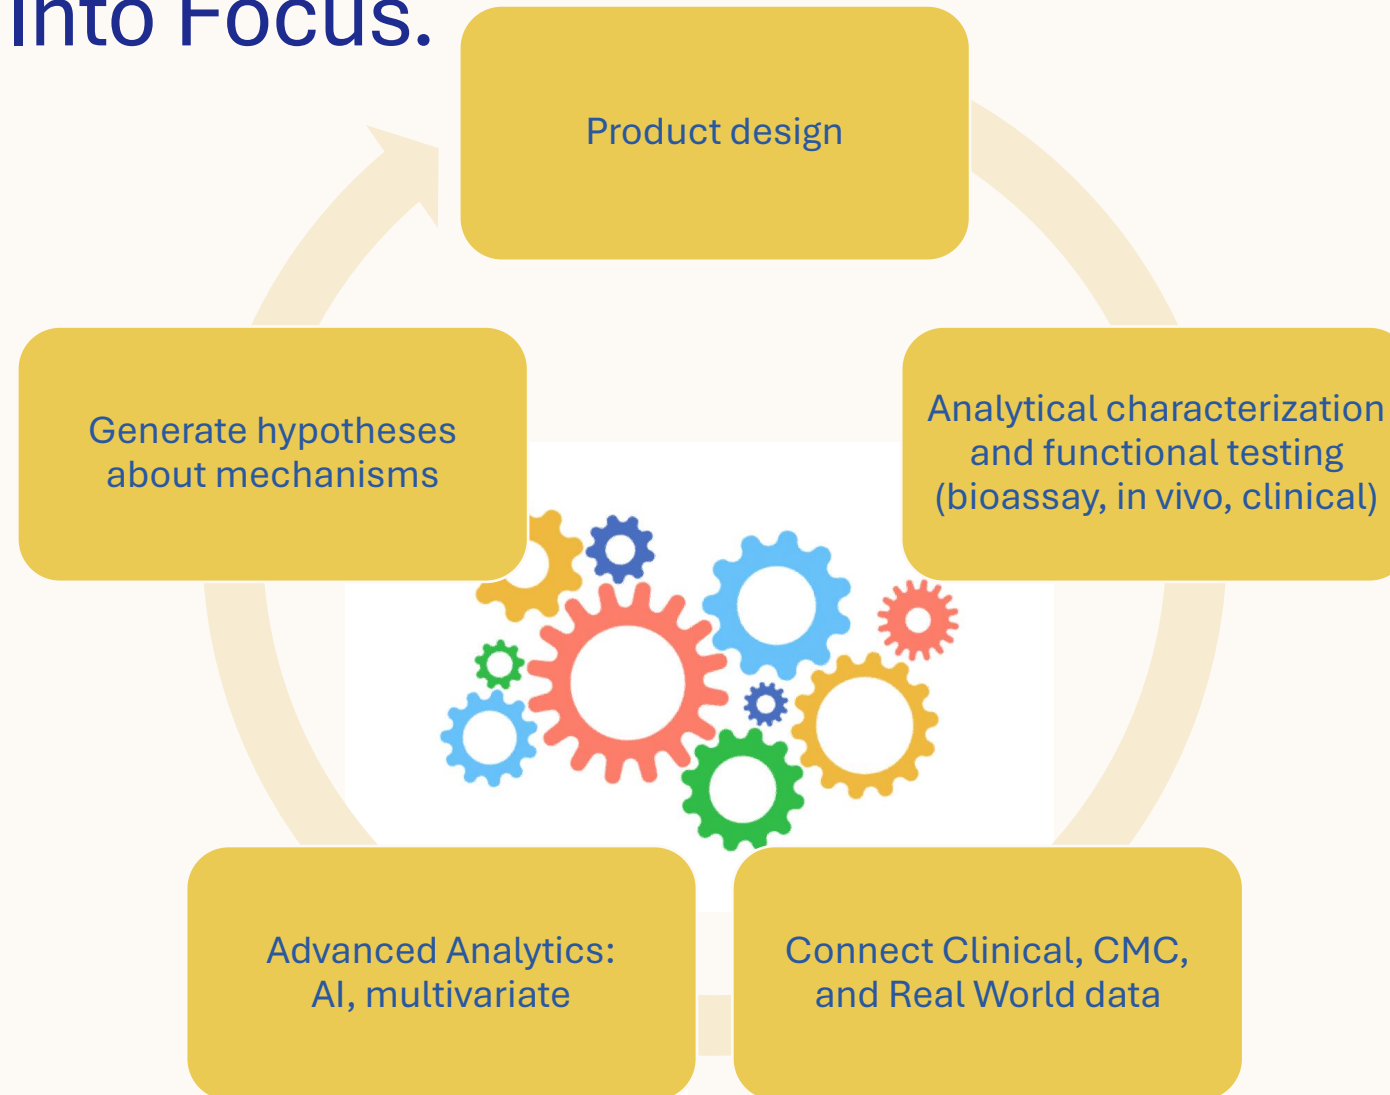 Into Focus.
Product design
Analytical characterization
and functional testing
(bioassay, in vivo, clinical)
Connect Clinical, CMC,
and Real World data
Advanced Analytics:
AI, multivariate
Generate hypotheses
about mechanisms